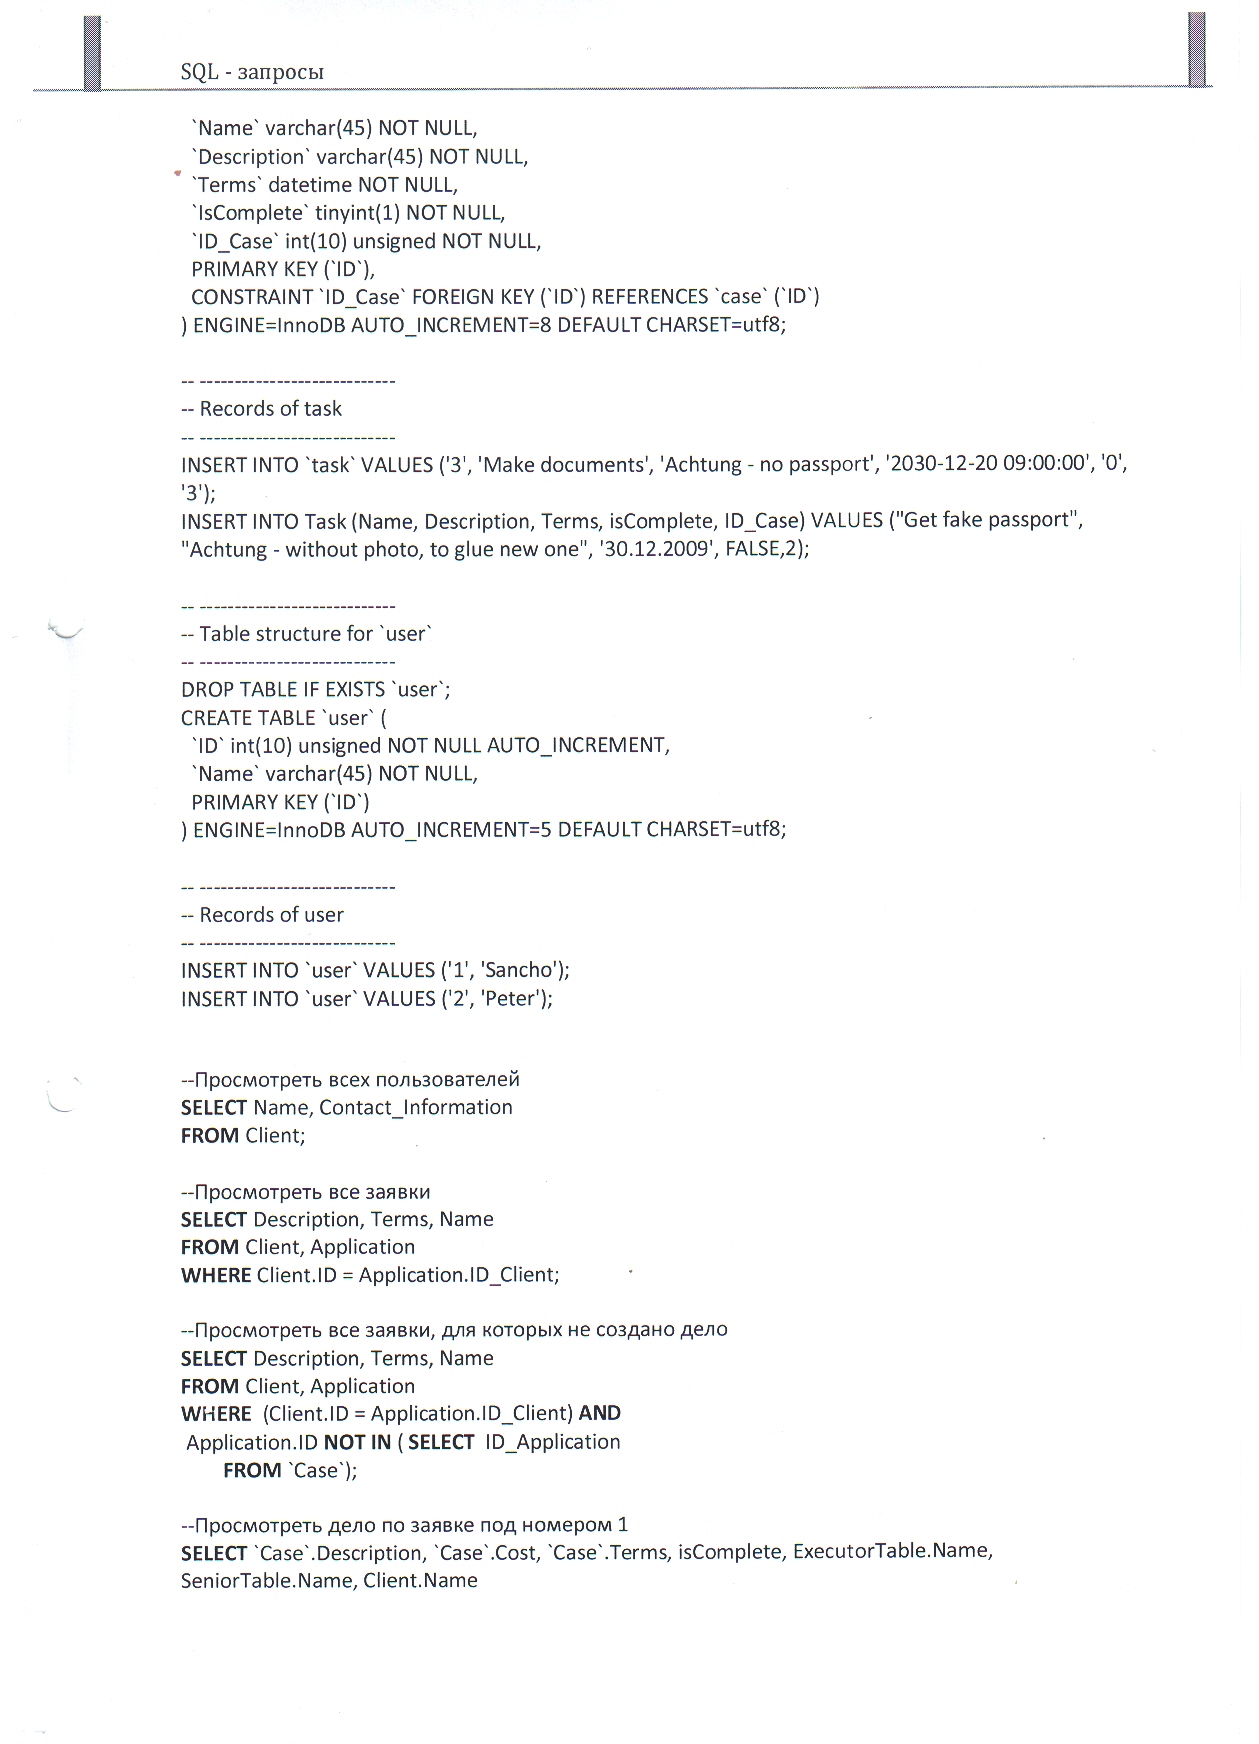 SQL - запросы
`Name` varchar(45) NOT NULL,
`Description` varchar(45) NOT NULL,
`Terms` datetime NOT NULL,
`IsComplete` tinyint(1) NOT NULL,
`ID_Case` int(10) unsigned NOT NULL,
PRIMARY KEY (`ID`),
CONSTRAINT `ID_Case` FOREIGN KEY (`ID`) REFERENCES `case` (`ID`)
) ENGINE=InnoDB AUTO_INCREMENT=8 DEFAULT CHARSET=utf8;
-- ----------------------------
-- Records of task
-- ----------------------------
INSERT INTO `task` VALUES ('3', 'Make documents', 'Achtung - no passport', '2030-12-20 09:00:00', '0',
'3');
INSERT INTO Task (Name, Description, Terms, isComplete, ID_Case) VALUES ("Get fake passport",
"Achtung - without photo, to glue new one", '30.12.2009', FALSE,2);
-- ----------------------------
-- Table structure for `user`
-- ----------------------------
DROP TABLE IF EXISTS `user`;
CREATE TABLE `user` (
`ID` int(10) unsigned NOT NULL AUTO_INCREMENT,
`Name` varchar(45) NOT NULL,
PRIMARY KEY (`ID`)
) ENGINE=InnoDB AUTO_INCREMENT=5 DEFAULT CHARSET=utf8;
-- ----------------------------
-- Records of user
-- ----------------------------
INSERT INTO `user` VALUES ('1', 'Sancho');
INSERT INTO `user` VALUES ('2', 'Peter');
--Просмотреть всех пользователей
SELECT Name, Contact_Information
FROM Client;
--Просмотреть все заявки
SELECT Description, Terms, Name
FROM Client, Application
WHERE Client.ID = Application.ID_Client;
--Просмотреть все заявки, для которых не создано дело
SELECT Description, Terms, Name
FROM Client, Application
WHERE (Client.ID = Application.ID_Client) AND
Application.ID NOT IN ( SELECT ID_Application
FROM `Case`);
--Просмотреть дело по заявке под номером 1
SELECT `Case`.Description, `Case`.Cost, `Case`.Terms, isComplete, ExecutorTable.Name,
SeniorTable.Name, Client.Name